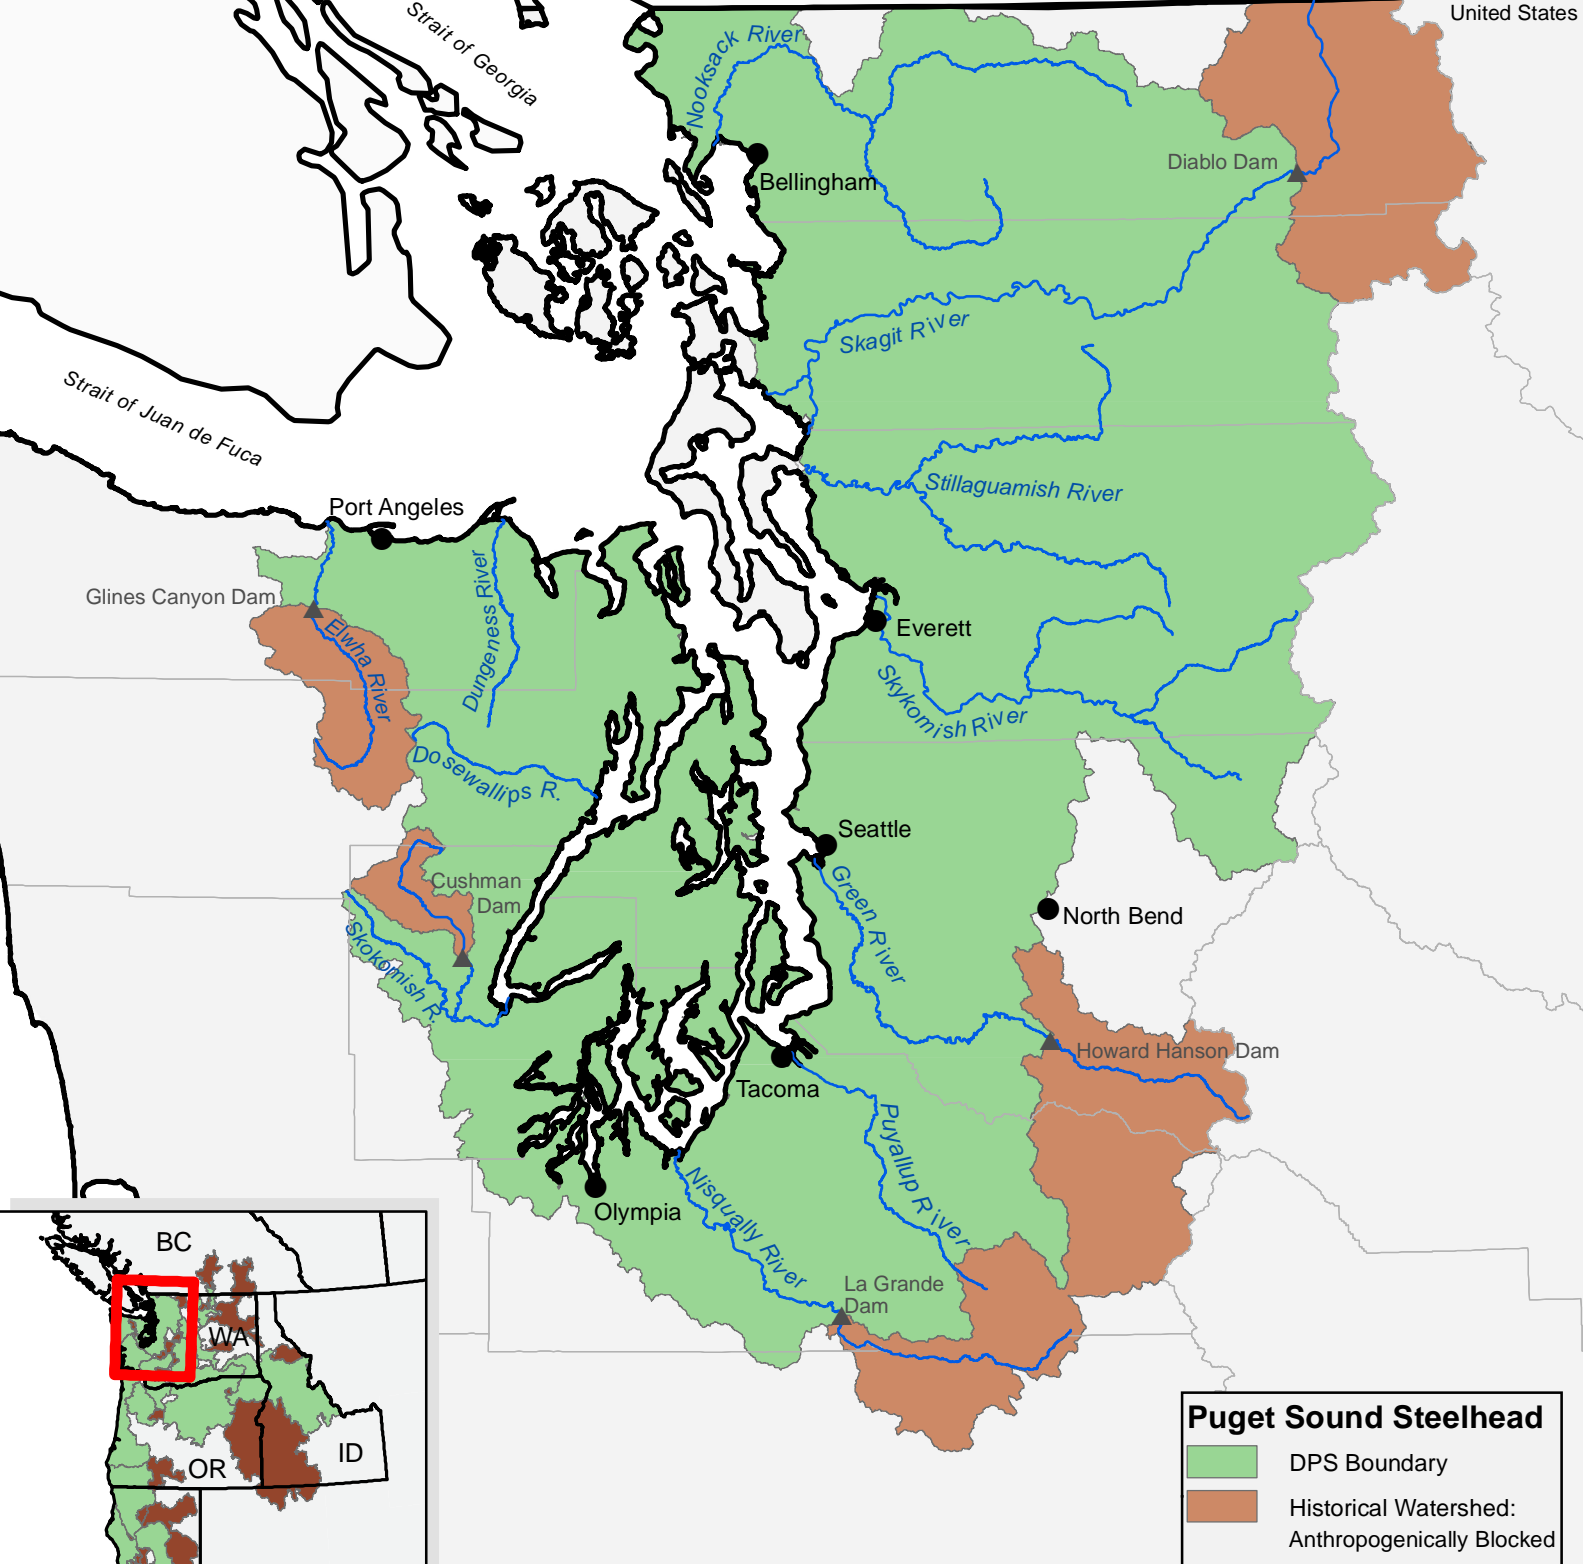 United States
Strait of Georgia
Nooksack River
Diablo Dam
Bellingham
Skagit River
Strait of Juan de Fuca
Stillaguamish River
Port Angeles
Glines Canyon Dam
Elwha River
Dungeness River
Everett
Skykomish River
Dosewallips R.
Seattle
Cushman
Dam
Green River
North Bend
Skokomish R.
Howard Hanson Dam
Tacoma
Puyallup River
Nisqually River
Olympia
La Grande
Dam
BC
WA
OR
ID
Puget Sound Steelhead
DPS Boundary
Historical Watershed:
Anthropogenically Blocked